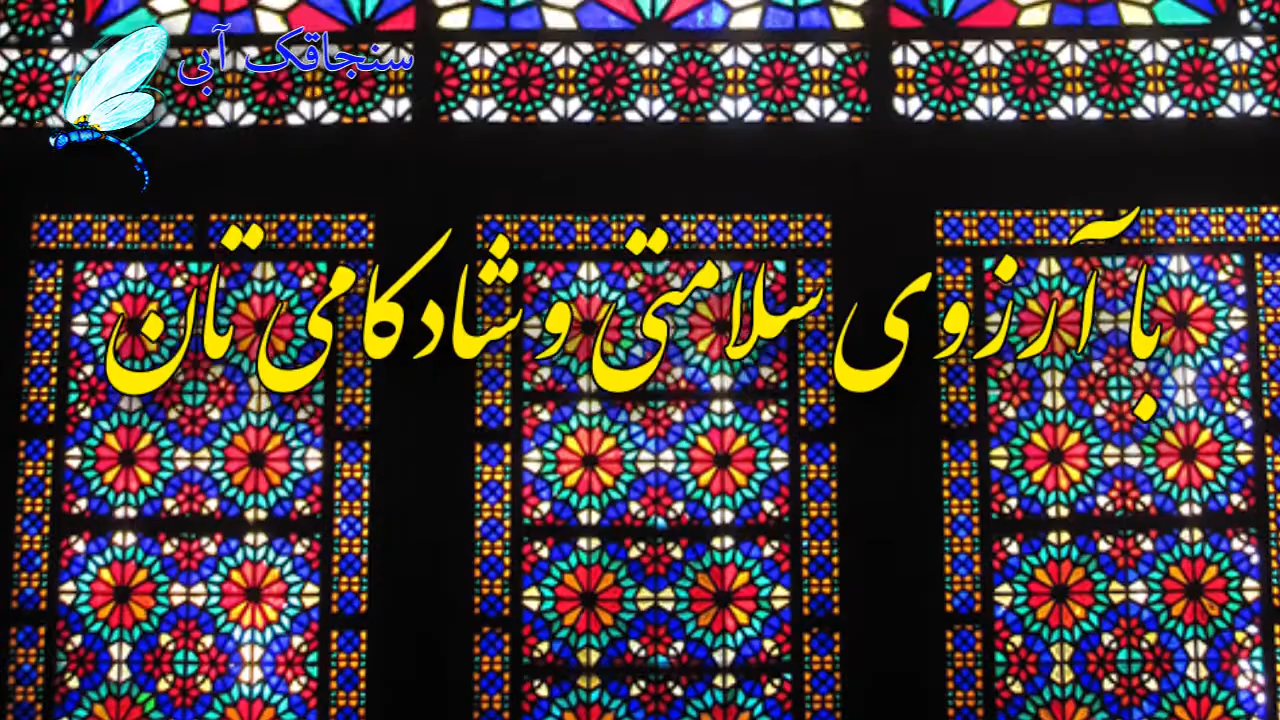 سنجاقک آبی
با آرزوی سلامتی و شادکامی تان